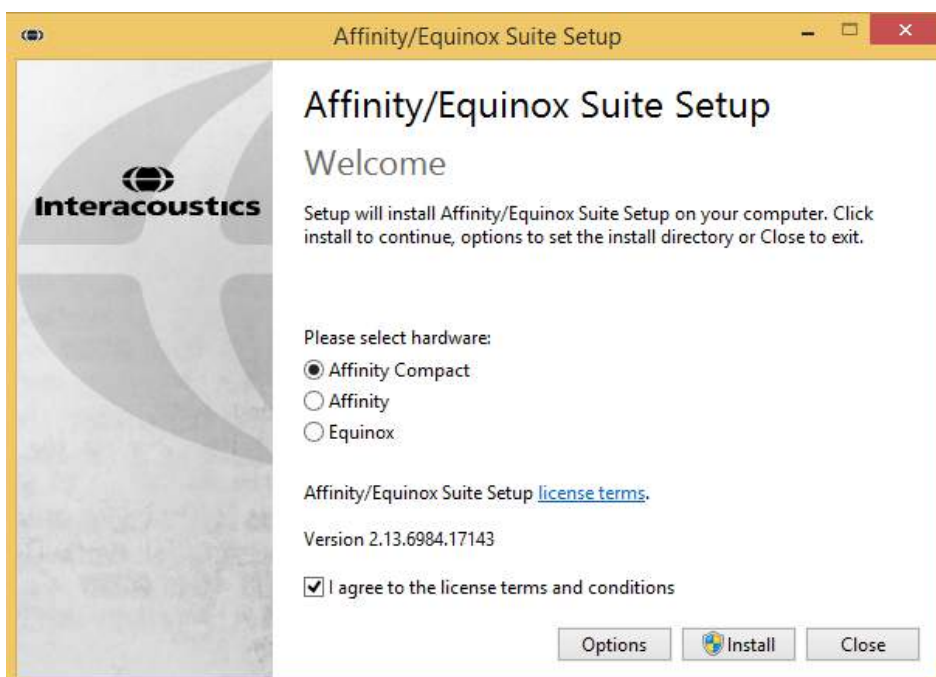 Affinity/Equinox Suite Setup
Interacoustics
Affinity/Equinox Suite Setup
Welcome
Setup will install Affinity/Equinox Suite Setup on your computer. Click
install to continue, options to set the install directory or Close to exit.
Please select hardware:
Affinity Compact
Affinity
Equinox
Affinity/Equinox Suite Setup license terms.
Version 2.13.6984.17143
I agree to the license terms and conditions
Options Install Close